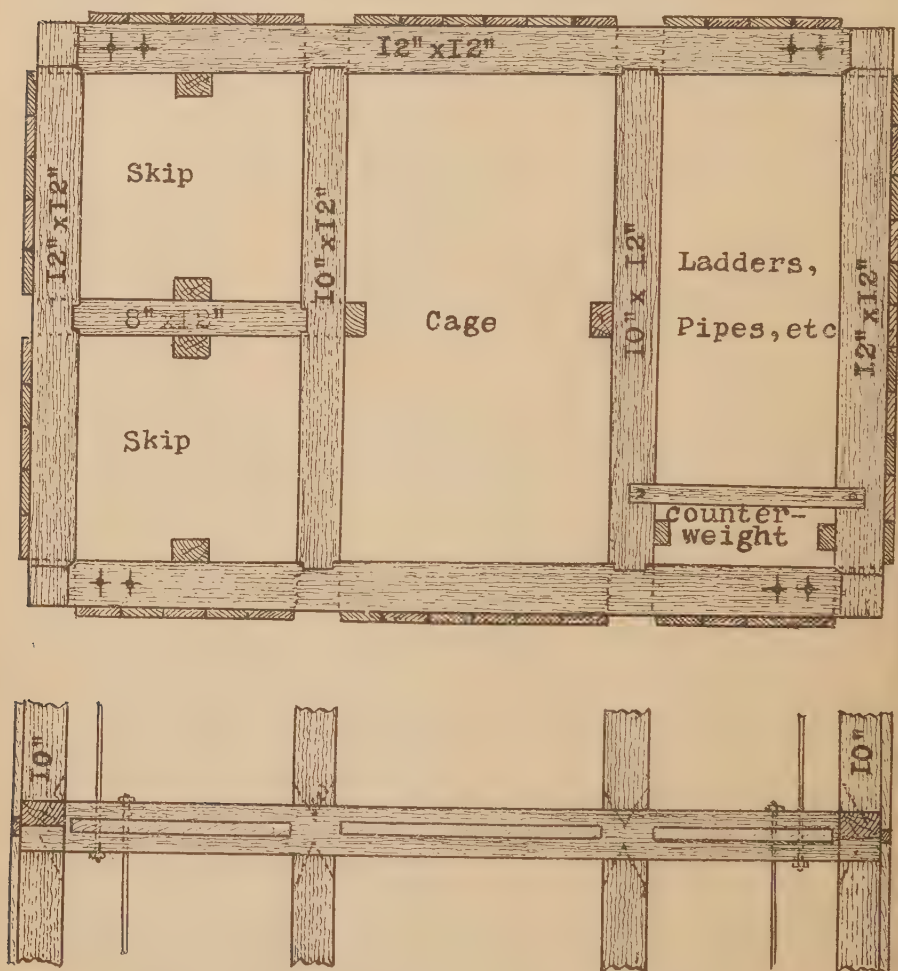 12"x12"
Skip
12"x12"
10"x12"
10" x 12"
Ladders,
8"x12"
Cage
Pipes,etc
12"x12"
Skip
counter-
weight
10"
10"